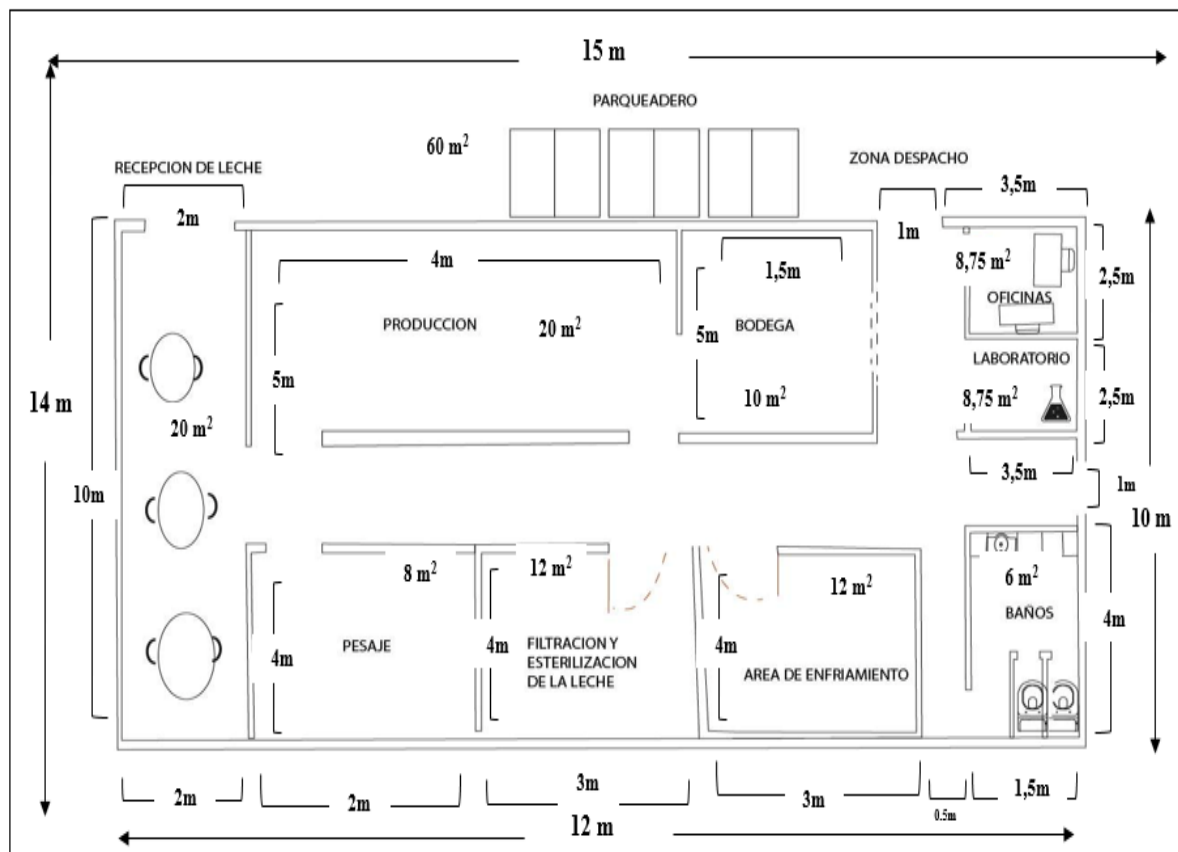 15 m
PARQUEADERO
60 m²
ZONA DESPACHO
RECEPCION DE LECHE
3,5m
2m
1m
4m
1,5m
8,75 m²
2,5m
OFICINAS
PRODUCCION
20 m²
5m
BODEGA
LABORATORIO
5m
10 m²
8,75 m²
2,5m
14 m
20 m²
3,5m
10m
1m
10 m
8 m²
12 m²
12 m²
6 m²
BAÑOS
4m
PESAJE
4m
FILTRACION Y
ESTERILIZACION
DE LA LECHE
4m
AREA DE ENFRIAMIENTO
4m
2m
2m
3m
3m
0.5m
1,5m
12 m